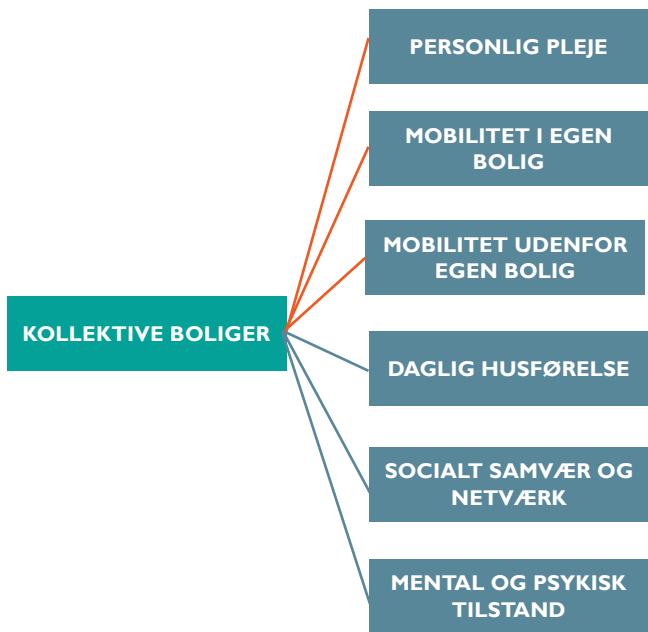 PERSONLIG PLEJE
MOBILITET I EGEN
BOLIG
MOBILITET UDENFOR
EGEN BOLIG
KOLLEKTIVE BOLIGER
DAGLIG HUSFØRELSE
SOCIALT SAMVÆR OG
NETVÆRK
MENTAL OG PSYKISK
TILSTAND